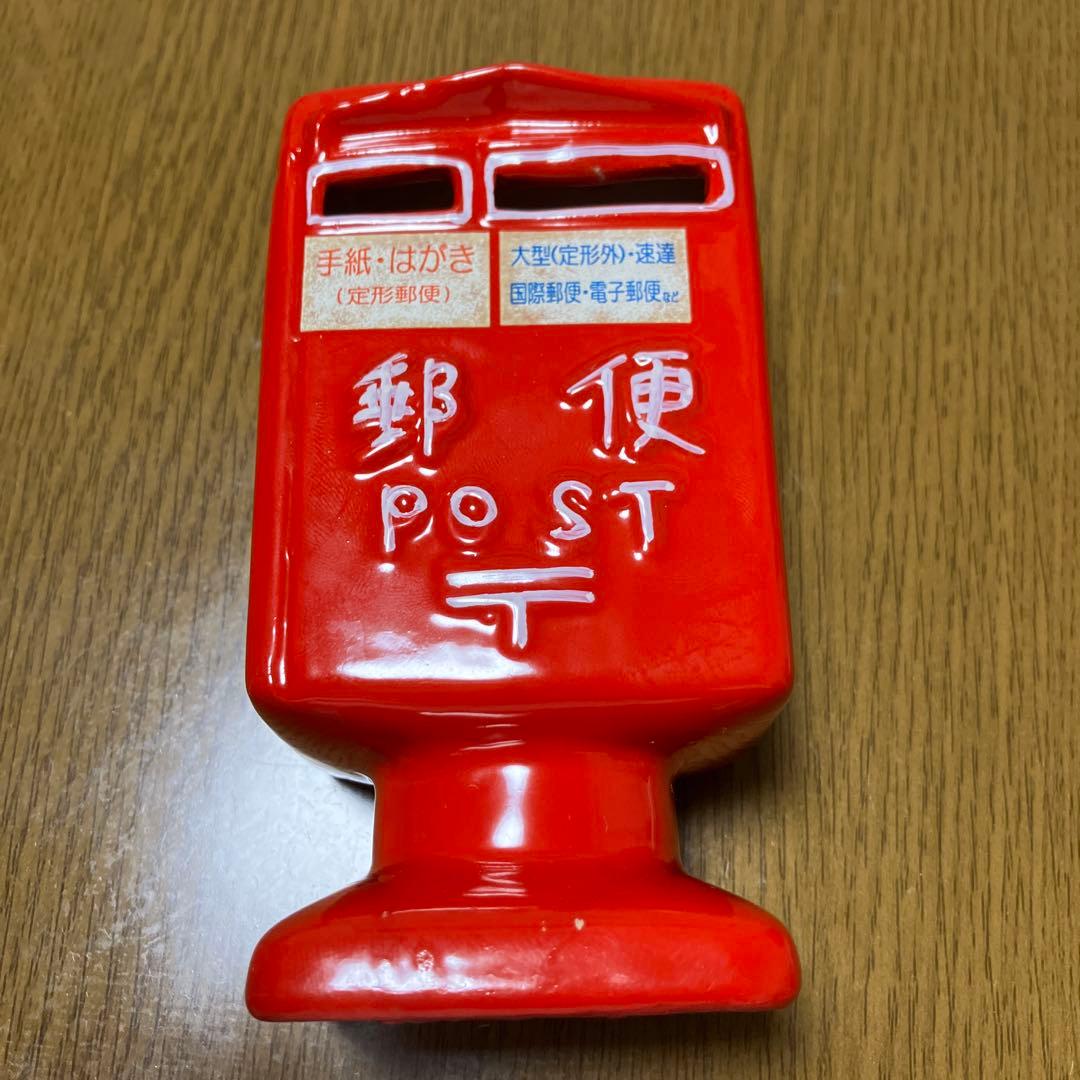 手紙・はがき
(定形郵便)
大型(定形外)・速達
国際郵便・電子郵便など
郵便
POST
〒